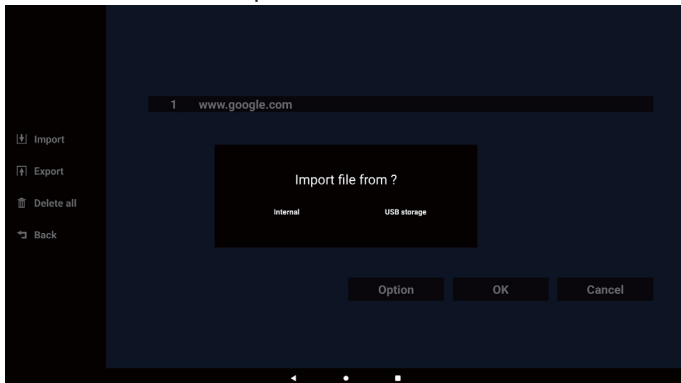 1 www.google.com
Import
Export
Delete all
Back
Import file from ?
Internal USB storage
Option OK Cancel